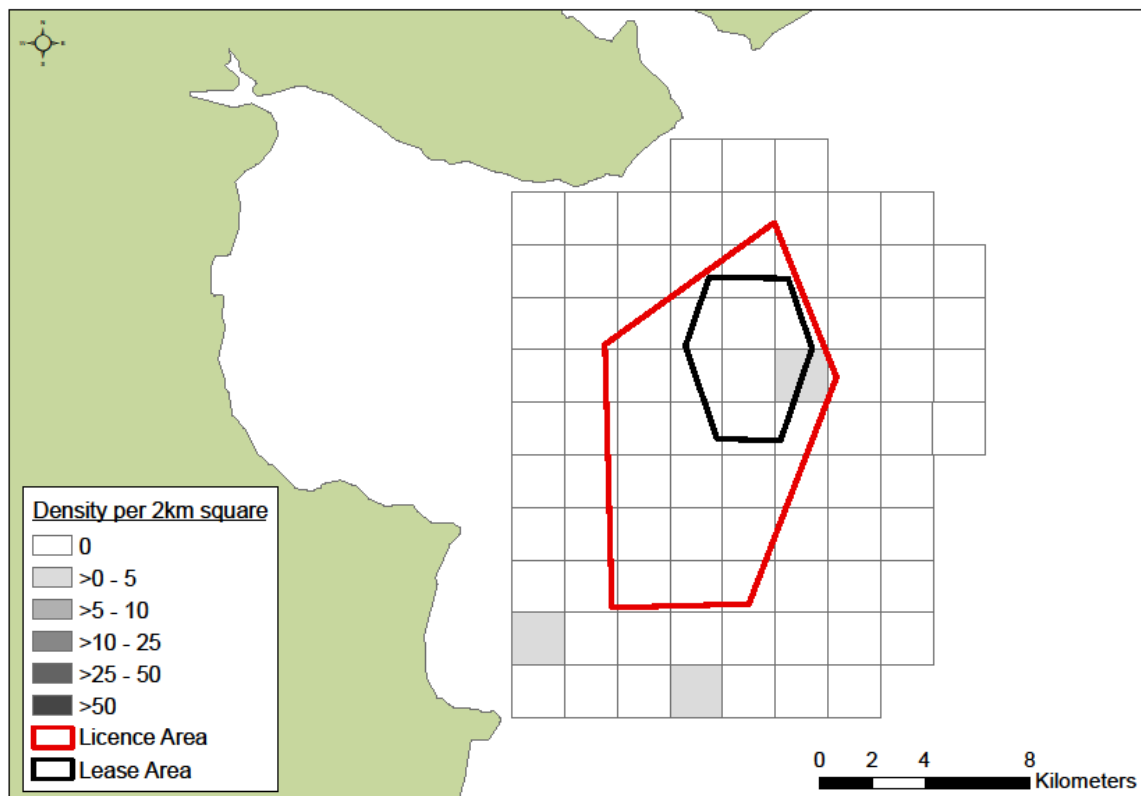 N
W E
S
Density per 2km square
0
>0 - 5
>5 - 10
>10 - 25
>25 - 50
>50
Licence Area
Lease Area
0 2 4 8
Kilometers